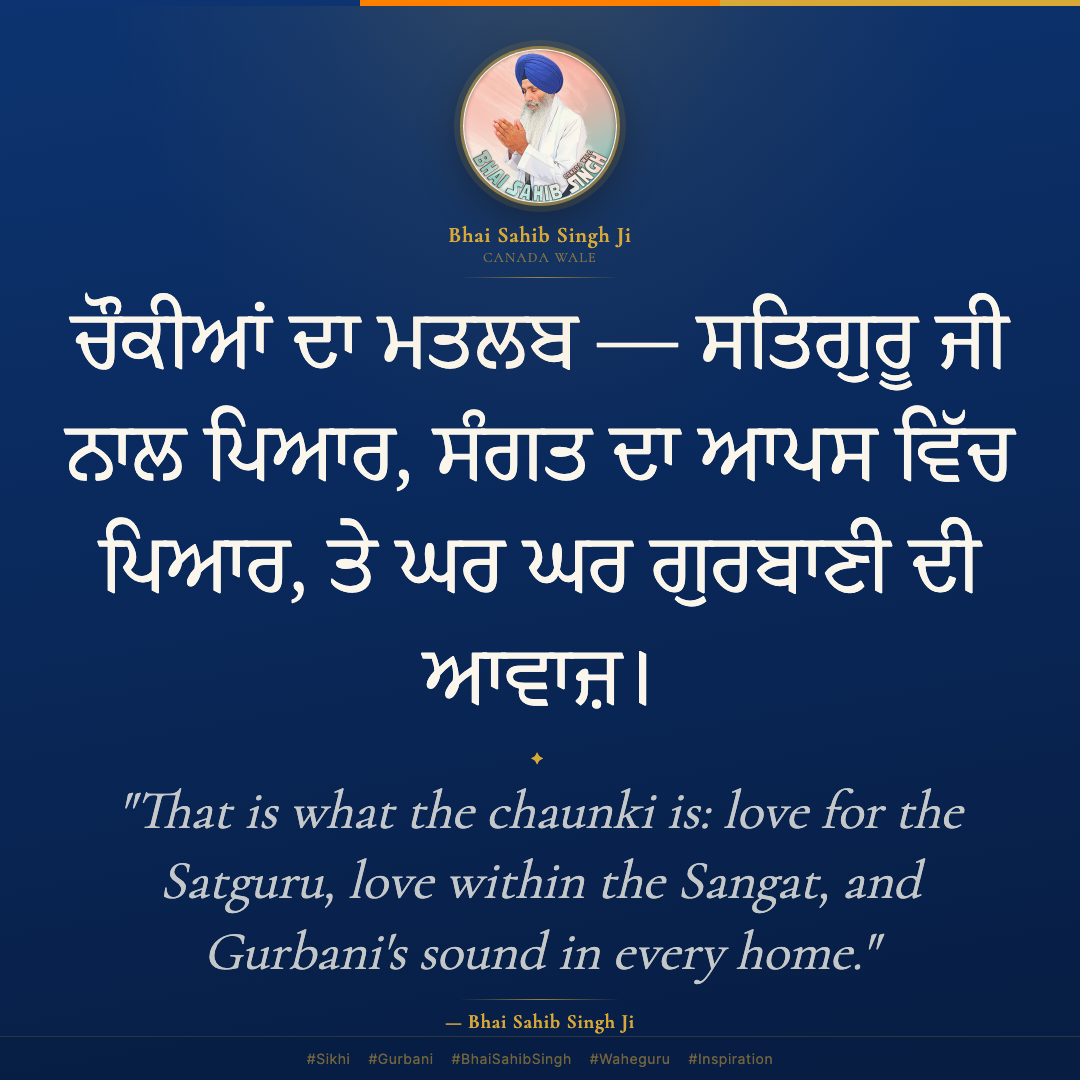 BHAI SAHIB SINGH
Bhai Sahib Singh Ji
CANADA WALE
ਚੌਕੀਆਂ ਦਾ ਮਤਲਬ — ਸਤਿਗੁਰੂ ਜੀ
ਨਾਲ ਪਿਆਰ, ਸੰਗਤ ਦਾ ਆਪਸ ਵਿੱਚ
ਪਿਆਰ, ਤੇ ਘਰ ਘਰ ਗੁਰਬਾਣੀ ਦੀ
ਆਵਾਜ਼।
"That is what the chaunki is: love for the
Satguru, love within the Sangat, and
Gurbani's sound in every home."
— Bhai Sahib Singh Ji
#Sikhi #Gurbani #BhaiSahibSingh #Waheguru #Inspiration